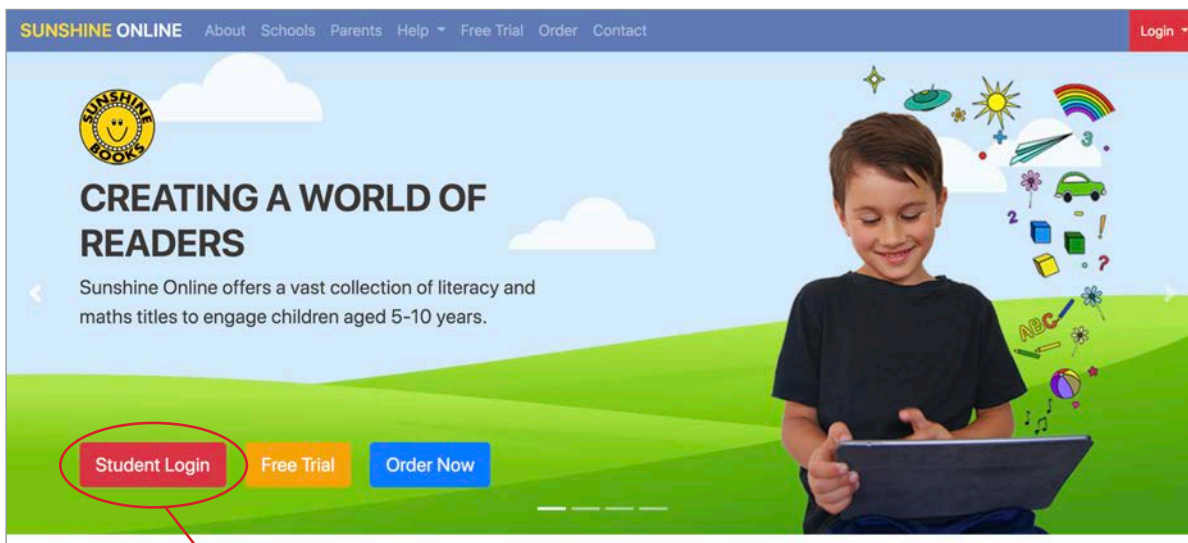 SUNSHINE ONLINE About Schools Parents Help Free Trial Order Contact Login
SUNSHINE
BOOKS
CREATING A WORLD OF
READERS
Sunshine Online offers a vast collection of literacy and
maths titles to engage children aged 5-10 years.
3
2
!
?
ABC
Student Login Free Trial Order Now